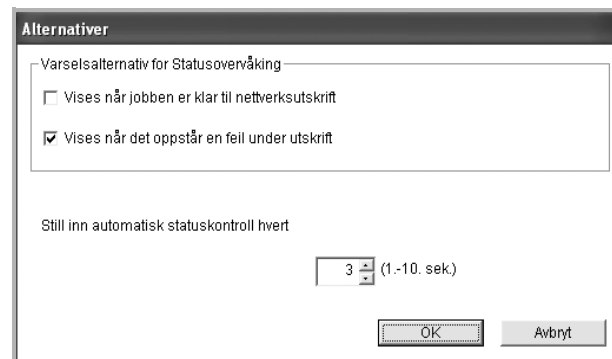 Alternativer
Varselsalternativ for Statusovervåking
Vises når jobben er klar til nettverksutskrift
Vises når det oppstår en feil under utskrift
Still inn automatisk statuskontroll hvert
3 (1.-10. sek.)
OK Avbryt